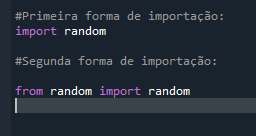 #Primeira forma de importação:
import random
#Segunda forma de importação:
from random import random